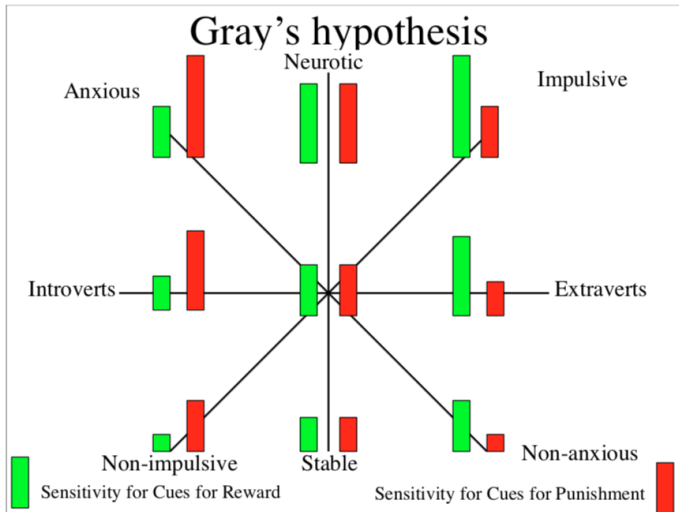 Gray's hypothesis
Neurotic
Anxious
Impulsive
Introverts
Extraverts
Non-impulsive
Stable
Non-anxious
Sensitivity for Cues for Reward
Sensitivity for Cues for Punishment